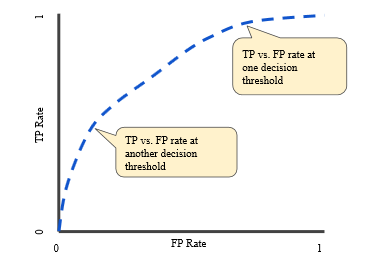 1
TP vs. FP rate at
one decision
threshold
TP Rate
TP vs. FP rate at
another decision
threshold
0
FP Rate
0
1